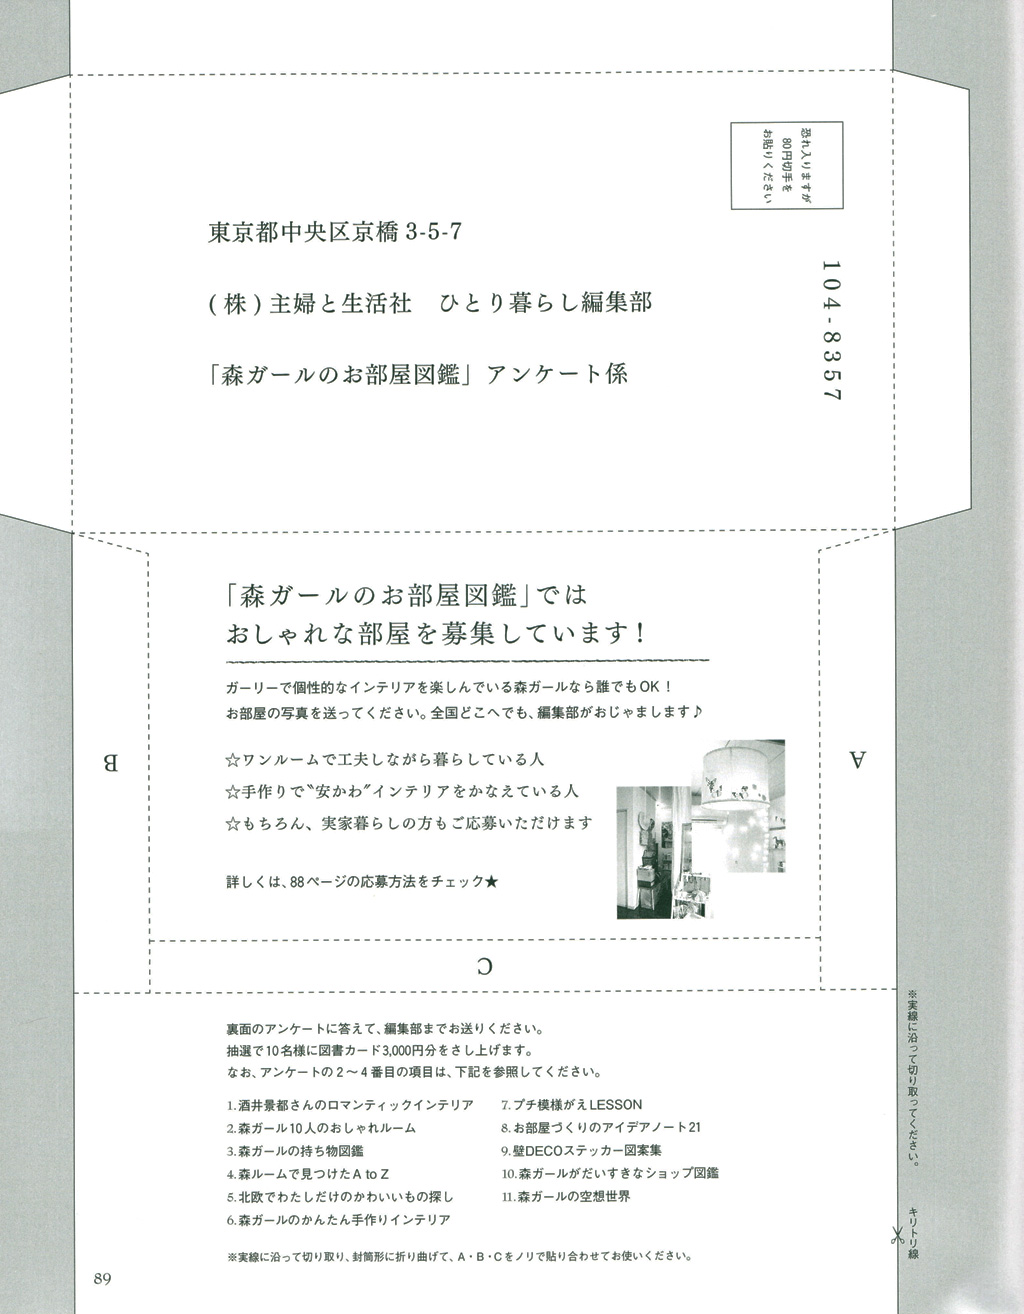 恐れ入りますが
80円切手を
お貼りください
104-8357
東京都中央区京橋3-5-7
(株)主婦と生活社　ひとり暮らし編集部
「森ガールのお部屋図鑑」アンケート係
「森ガールのお部屋図鑑」では
おしゃれな部屋を募集しています！
ガーリーで個性的なインテリアを楽しんでいる森ガールなら誰でもOK！
お部屋の写真を送ってください。全国どこへでも、編集部がおじゃまします♪
☆ワンルームで工夫しながら暮らしている人
☆手作りで〝安かわ〟インテリアをかなえている人
☆もちろん、実家暮らしの方もご応募いただけます
詳しくは、88ページの応募方法をチェック★
B
A
C
裏面のアンケートに答えて、編集部までお送りください。
抽選で10名様に図書カード3,000円分をさし上げます。
なお、アンケートの2〜4番目の項目は、下記を参照してください。
1.酒井景都さんのロマンティックインテリア
2.森ガール10人のおしゃれルーム
3.森ガールの持ち物図鑑
4.森ルームで見つけたA to Z
5.北欧でわたしだけのかわいいもの探し
6.森ガールのかんたん手作りインテリア
7.プチ模様がえLESSON
8.お部屋づくりのアイデアノート21
9.壁DECOステッカー図案集
10.森ガールがだいすきなショップ図鑑
11.森ガールの空想世界
※実線に沿って切り取り、封筒形に折り曲げて、A・B・Cをノリで貼り合わせてお使いください。
※実線に沿って切り取ってください。
キリトリ線
89